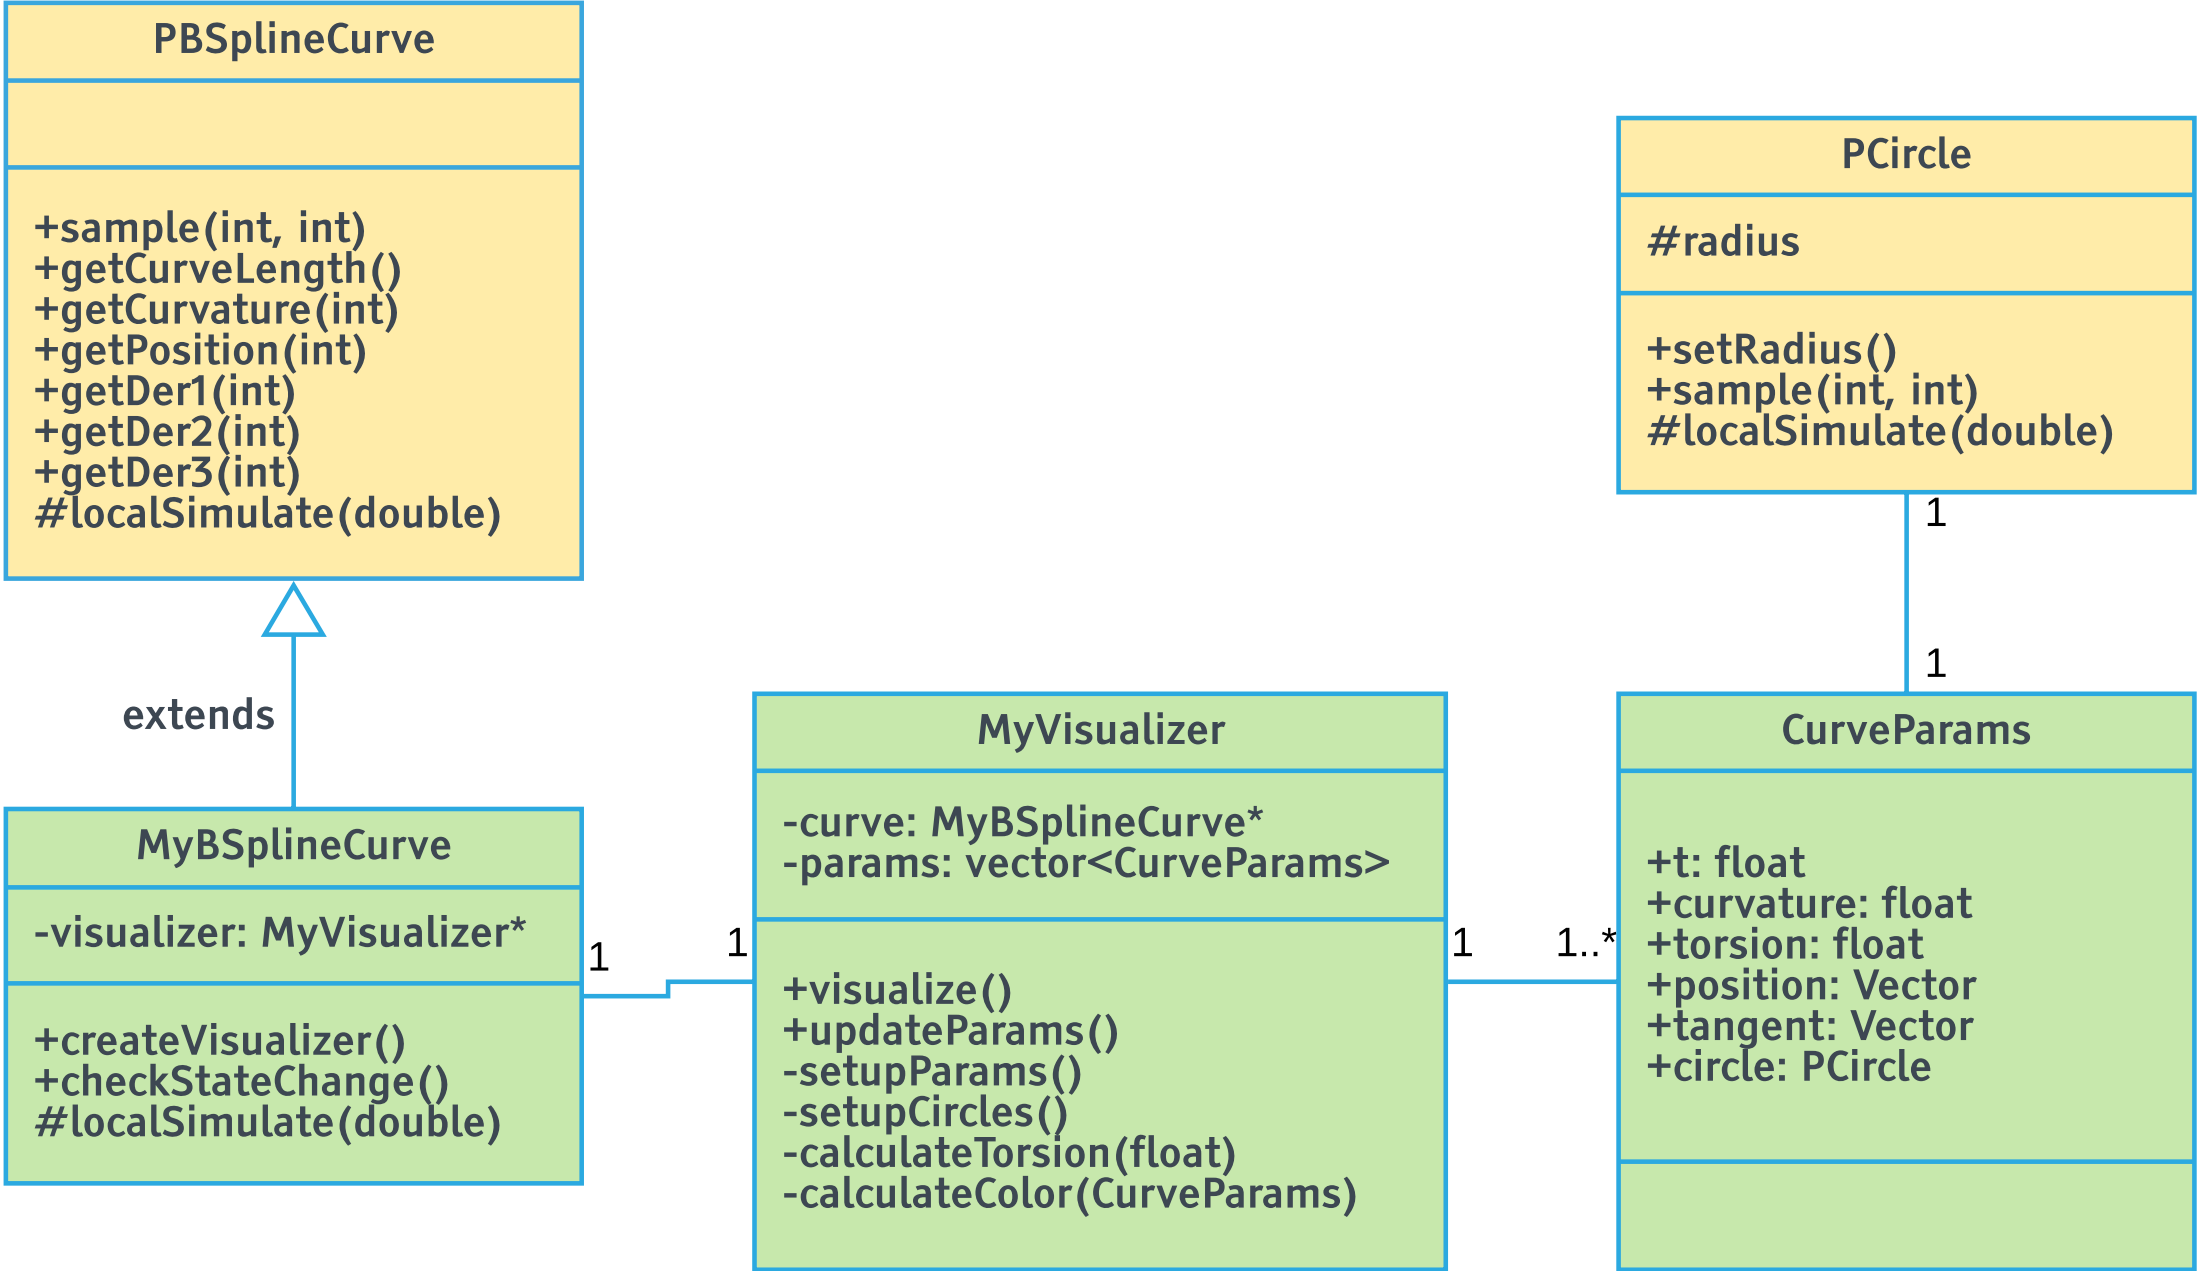 PBSplineCurve
+sample(int, int)
+getCurveLength()
+getCurvature(int)
+getPosition(int)
+getDer1(int)
+getDer2(int)
+getDer3(int)
#localSimulate(double)
extends
MyBSplineCurve
-visualizer: MyVisualizer*
+createVisualizer()
+checkStateChange()
#localSimulate(double)
1
1
MyVisualizer
-curve: MyBSplineCurve*
-params: vector<CurveParams>
+visualize()
+updateParams()
-setupParams()
-setupCircles()
-calculateTorsion(float)
-calculateColor(CurveParams)
1
1..*
PCircle
#radius
+setRadius()
+sample(int, int)
#localSimulate(double)
1
1
CurveParams
+t: float
+curvature: float
+torsion: float
+position: Vector
+tangent: Vector
+circle: PCircle